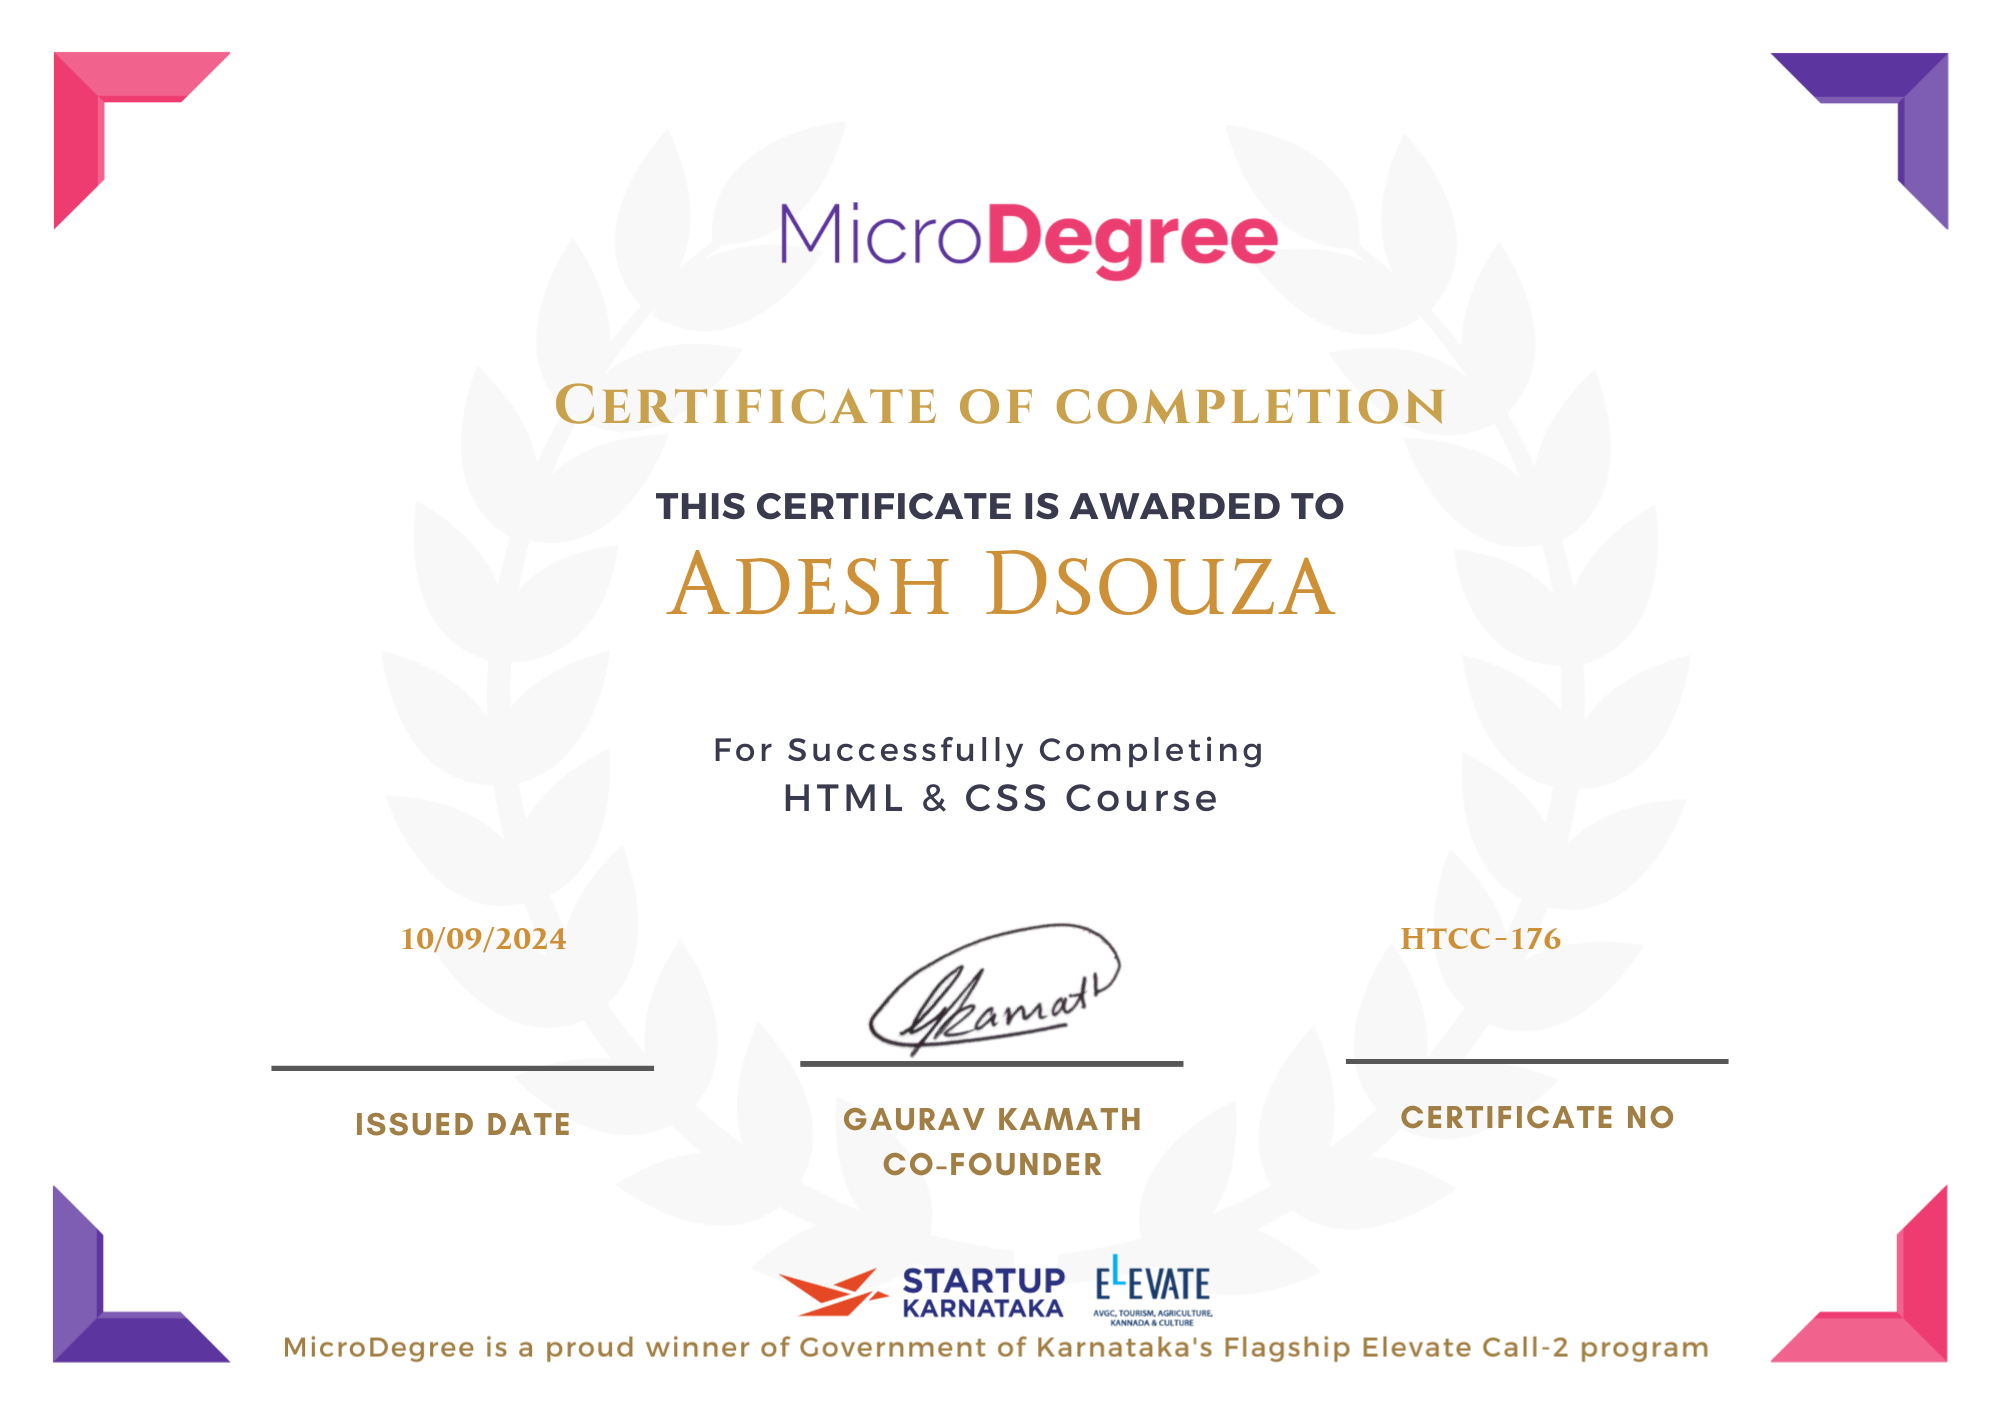 MicroDegree
Certificate of completion
THIS CERTIFICATE IS AWARDED TO
Adesh Dsouza
For Successfully Completing
HTML & CSS Course
10/09/2024
Gkamath
HTCC-176
ISSUED DATE
GAURAV KAMATH
CO-FOUNDER
CERTIFICATE NO
STARTUP
KARNATAKA
ELEVATE
AVGC, TOURISM, AGRICULTURE,
KANNADA & CULTURE
MicroDegree is a proud winner of Government of Karnataka's Flagship Elevate Call-2 program